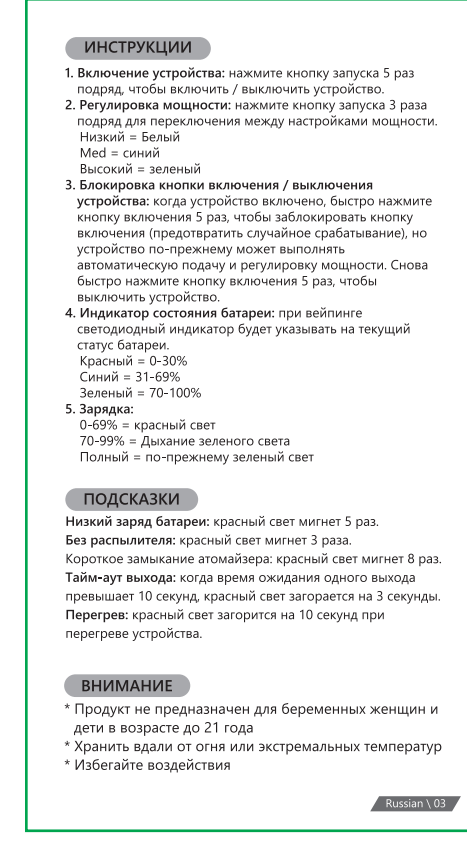 ИНСТРУКЦИИ
1. Включение устройства: нажмите кнопку запуска 5 раз
подряд, чтобы включить / выключить устройство.
2. Регулировка мощности: нажмите кнопку запуска 3 раза
подряд для переключения между настройками мощности.
Низкий = Белый
Med = синий
Высокий = зеленый
3. Блокировка кнопки включения / выключения
устройства: когда устройство включено, быстро нажмите
кнопку включения 5 раз, чтобы заблокировать кнопку
включения (предотвратить случайное срабатывание), но
устройство по-прежнему может выполнять
автоматическую подачу и регулировку мощности. Снова
быстро нажмите кнопку включения 5 раз, чтобы
выключить устройство.
4. Индикатор состояния батареи: при вейпинге
светодиодный индикатор будет указывать на текущий
статус батареи.
Красный = 0-30%
Синий = 31-69%
Зеленый = 70-100%
5. Зарядка:
0-69% = красный свет
70-99% = Дыхание зеленого света
Полный = по-прежнему зеленый свет
ПОДСКАЗКИ
Низкий заряд батареи: красный свет мигнет 5 раз.
Без распылителя: красный свет мигнет 3 раза.
Короткое замыкание атомайзера: красный свет мигнет 8 раз.
Тайм-аут выхода: когда время ожидания одного выхода
превышает 10 секунд, красный свет загорается на 3 секунды.
Перегрев: красный свет загорится на 10 секунд при
перегреве устройства.
ВНИМАНИЕ
* Продукт не предназначен для беременных женщин и
дети в возрасте до 21 года
* Хранить вдали от огня или экстремальных температур
* Избегайте воздействия
Russian \ 03